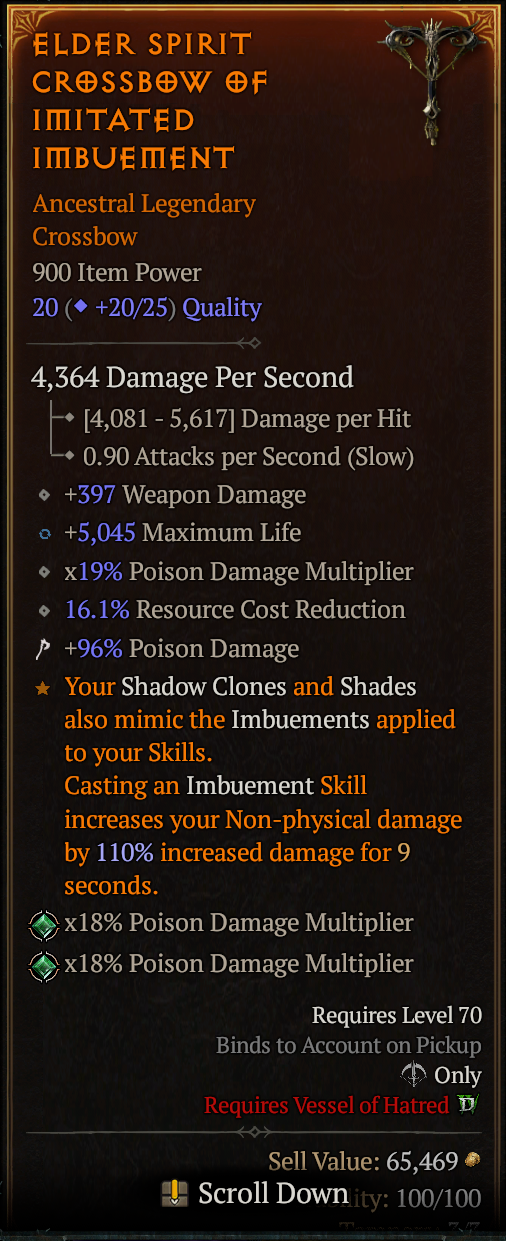 ELDER SPIRIT
CROSSBOW OF
IMITATED
IMBUEMENT
Ancestral Legendary
Crossbow
900 Item Power
20 (◆ +20/25) Quality
4,364 Damage Per Second
[4,081 - 5,617] Damage per Hit
0.90 Attacks per Second (Slow)
+397 Weapon Damage
+5,045 Maximum Life
x19% Poison Damage Multiplier
16.1% Resource Cost Reduction
+96% Poison Damage
Your Shadow Clones and Shades
also mimic the Imbuements applied
to your Skills.
Casting an Imbuement Skill
increases your Non-physical damage
by 110% increased damage for 9
seconds.
x18% Poison Damage Multiplier
x18% Poison Damage Multiplier
Requires Level 70
Binds to Account on Pickup
Only
Requires Vessel of Hatred
Sell Value: 65,469
Scroll Down
100/100